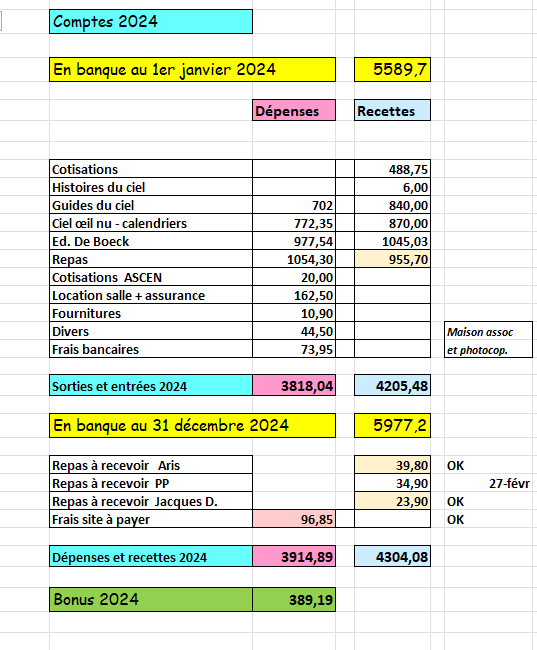 Comptes 2024
En banque au 1er janvier 2024 5589,7
Dépenses Recettes
Cotisations 488,75
Histoires du ciel 6,00
Guides du ciel 702 840,00
Ciel œil nu - calendriers 772,35 870,00
Ed. De Boeck 977,54 1045,03
Repas 1054,30 955,70
Cotisations ASCEN 20,00
Location salle + assurance 162,50
Fournitures 10,90
Divers 44,50 Maison assoc
Frais bancaires 73,95 et photocop.
Sorties et entrées 2024 3818,04 4205,48
En banque au 31 décembre 2024 5977,2
Repas à recevoir Aris 39,80 OK
Repas à recevoir PP 34,90 27-févr
Repas à recevoir Jacques D. 23,90 OK
Frais site à payer 96,85 OK
Dépenses et recettes 2024 3914,89 4304,08
Bonus 2024 389,19